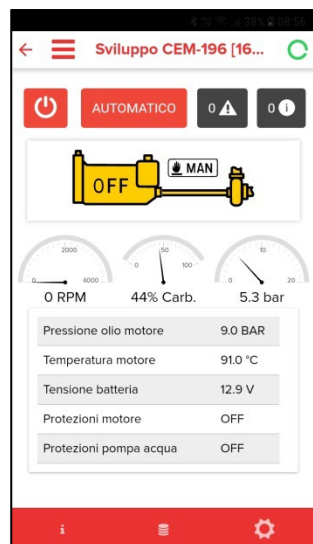 38% 08:56
Sviluppo CEM-196 [16...
AUTOMATICO
0
0
OFF
MAN
2000
0
4000
50
0
100
10
0
20
0 RPM
44% Carb.
5.3 bar
Pressione olio motore 9.0 BAR
Temperatura motore 91.0 °C
Tensione batteria 12.9 V
Protezioni motore OFF
Protezioni pompa acqua OFF